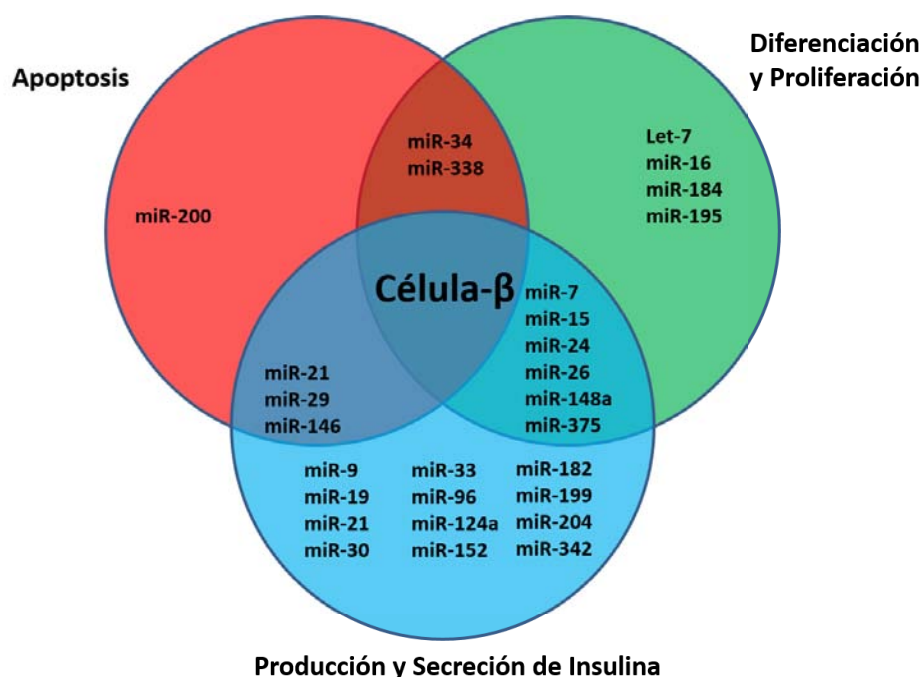 Apoptosis
Diferenciación
y Proliferación
miR-34
miR-338
Let-7
miR-16
miR-184
miR-195
miR-200
Célula-β
miR-7
miR-15
miR-24
miR-26
miR-148a
miR-375
miR-21
miR-29
miR-146
miR-9
miR-19
miR-21
miR-30
miR-33
miR-96
miR-124a
miR-152
miR-182
miR-199
miR-204
miR-342
Producción y Secreción de Insulina